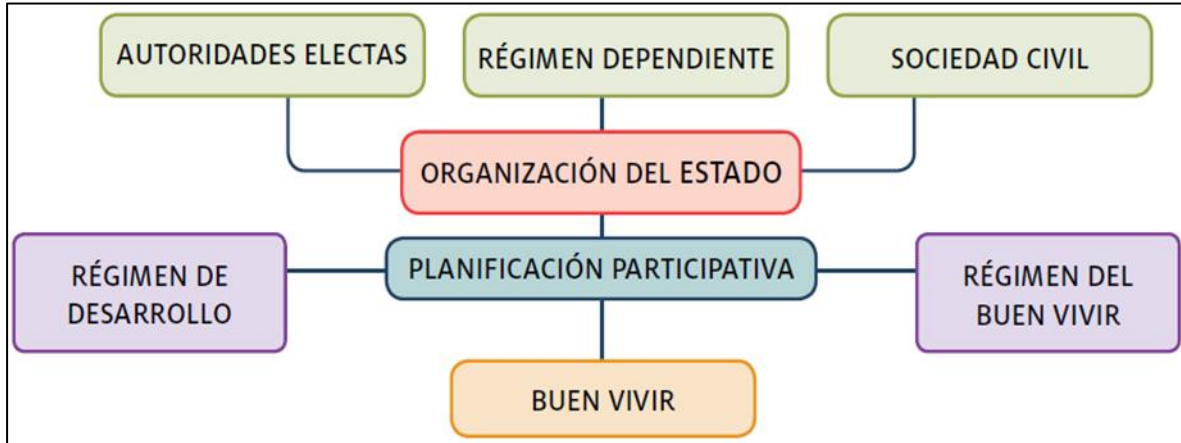 AUTORIDADES ELECTAS
RÉGIMEN DEPENDIENTE
SOCIEDAD CIVIL
ORGANIZACIÓN DEL ESTADO
PLANIFICACIÓN PARTICIPATIVA
RÉGIMEN DE
DESARROLLO
RÉGIMEN DEL
BUEN VIVIR
BUEN VIVIR